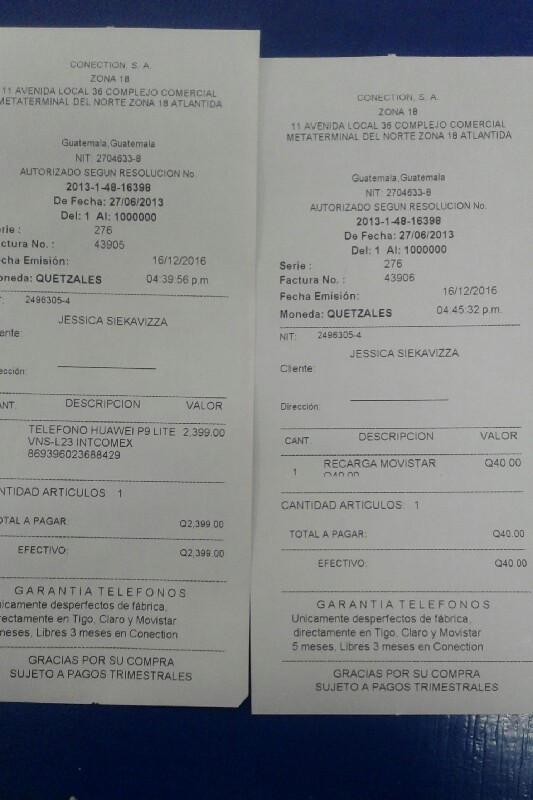 CONECTION, S. A.
ZONA 18
11 AVENIDA LOCAL 36 COMPLEJO COMERCIAL
METATERMINAL DEL NORTE ZONA 18 ATLANTIDA
Guatemala,Guatemala
NIT: 2704633-8
AUTORIZADO SEGUN RESOLUCION No.
2013-1-48-16398
De Fecha: 27/06/2013
Del: 1 Al: 1000000
Serie : 276
actura No. : 43905
cha Emisión: 16/12/2016
oneda: QUETZALES 04:39:56 p.m.
T: 2496305-4
JESSICA SIEKAVIZZA
ente:
ección:
ANT. DESCRIPCION VALOR
TELEFONO HUAWEI P9 LITE 2,399.00
VNS-L23 INTCOMEX
869396023688429
NTIDAD ARTICULOS 1
OTAL A PAGAR: Q2,399.00
EFECTIVO: Q2,399.00
GARANTIA TELEFONOS
nicamente desperfectos de fábrica,
rectamente en Tigo, Claro y Movistar
meses, Libres 3 meses en Conection
GRACIAS POR SU COMPRA
SUJETO A PAGOS TRIMESTRALES
CONECTION, S. A.
ZONA 18
11 AVENIDA LOCAL 36 COMPLEJO COMERCIAL
METATERMINAL DEL NORTE ZONA 18 ATLANTIDA
Guatemala,Guatemala
NIT: 2704633-8
AUTORIZADO SEGUN RESOLUCION No.
2013-1-48-16398
De Fecha: 27/06/2013
Del: 1 Al: 1000000
Serie : 276
Factura No. : 43906
Fecha Emisión: 16/12/2016
Moneda: QUETZALES 04:45:32 p.m.
NIT: 2496305-4
JESSICA SIEKAVIZZA
Cliente:
Dirección:
CANT. DESCRIPCION VALOR
1 RECARGA MOVISTAR Q40.00
Q40.00
CANTIDAD ARTICULOS: 1
TOTAL A PAGAR: Q40.00
EFECTIVO: Q40.00
GARANTIA TELEFONOS
Unicamente desperfectos de fábrica,
directamente en Tigo, Claro y Movistar
5 meses, Libres 3 meses en Conection
GRACIAS POR SU COMPRA
SUJETO A PAGOS TRIMESTRALES